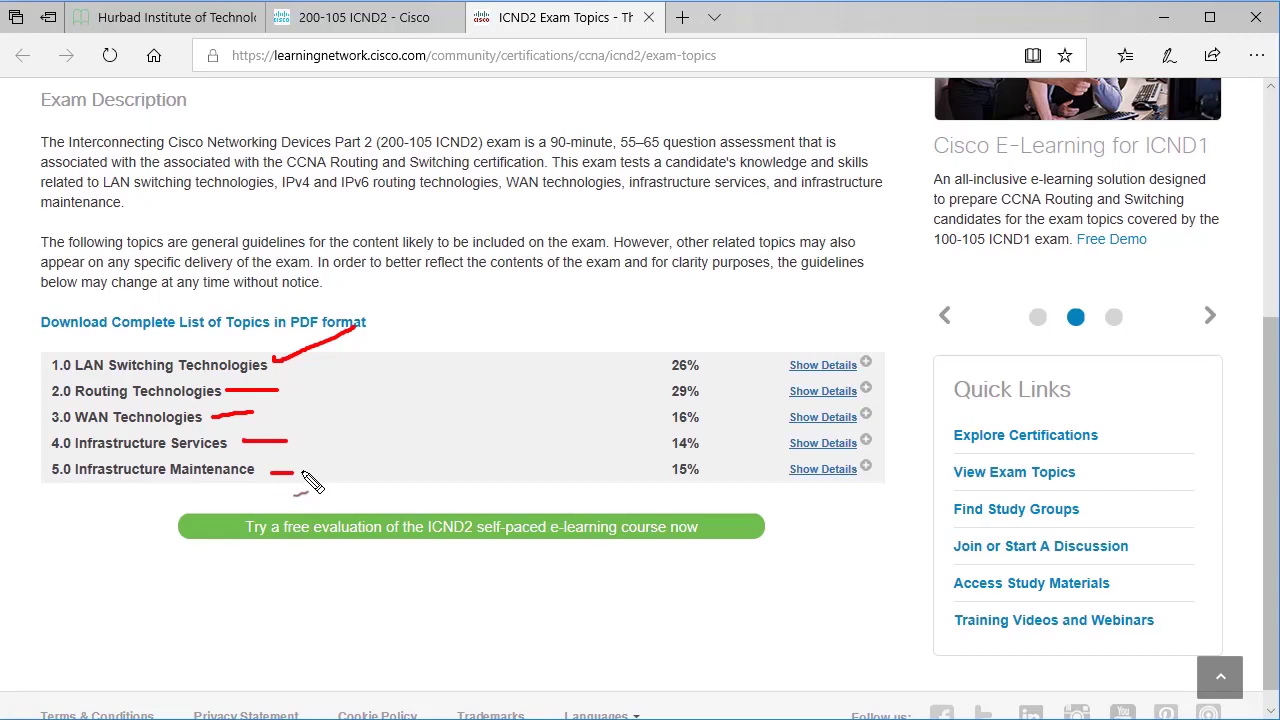 Hurbad Institute of Technolo
200-105 ICND2 - Cisco
ICND2 Exam Topics - Th
https://learningnetwork.cisco.com/community/certifications/ccna/icnd2/exam-topics
Exam Description
The Interconnecting Cisco Networking Devices Part 2 (200-105 ICND2) exam is a 90-minute, 55–65 question assessment that is
associated with the associated with the CCNA Routing and Switching certification. This exam tests a candidate's knowledge and skills
related to LAN switching technologies, IPv4 and IPv6 routing technologies, WAN technologies, infrastructure services, and infrastructure
maintenance.
The following topics are general guidelines for the content likely to be included on the exam. However, other related topics may also
appear on any specific delivery of the exam. In order to better reflect the contents of the exam and for clarity purposes, the guidelines
below may change at any time without notice.
Download Complete List of Topics in PDF format
1.0 LAN Switching Technologies 26% Show Details
2.0 Routing Technologies 29% Show Details
3.0 WAN Technologies 16% Show Details
4.0 Infrastructure Services 14% Show Details
5.0 Infrastructure Maintenance 15% Show Details
Try a free evaluation of the ICND2 self-paced e-learning course now
Cisco E-Learning for ICND1
An all-inclusive e-learning solution designed
to prepare CCNA Routing and Switching
candidates for the exam topics covered by the
100-105 ICND1 exam. Free Demo
Quick Links
Explore Certifications
View Exam Topics
Find Study Groups
Join or Start A Discussion
Access Study Materials
Training Videos and Webinars
Terms & Conditions Privacy Statement Cookie Policy Trademarks Languages Follow us: